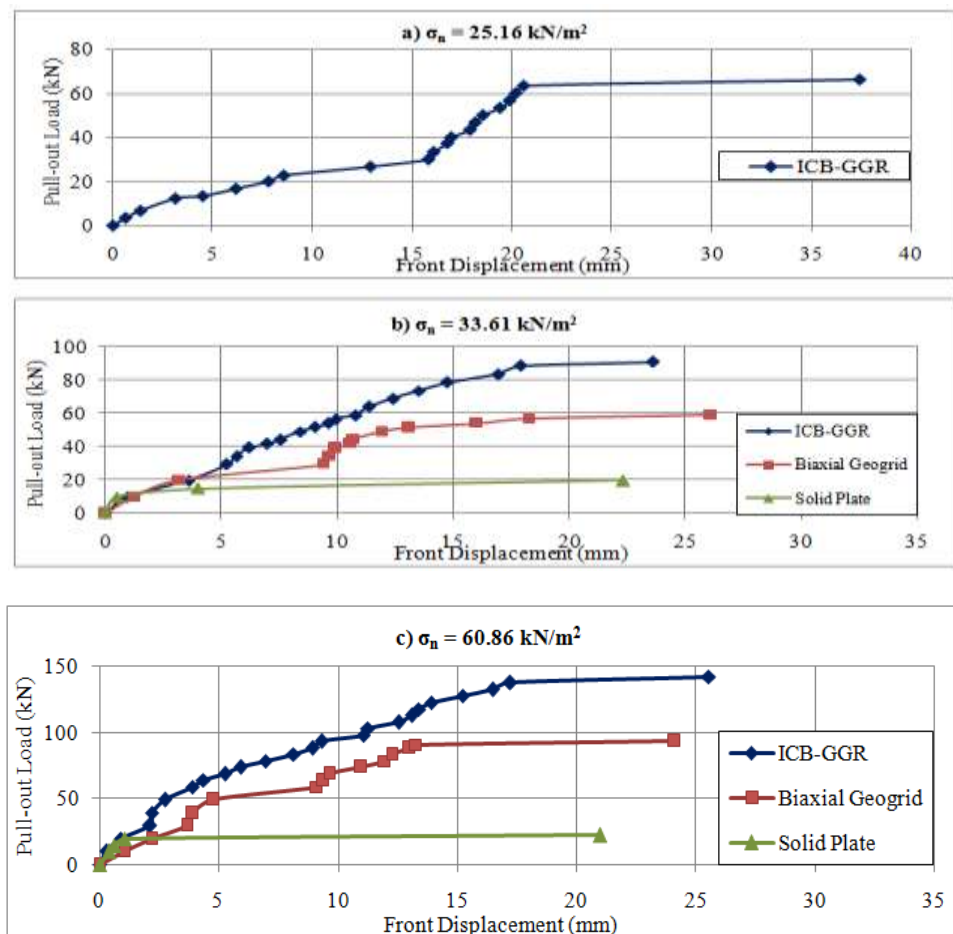 a) σn = 25.16 kN/m²
Pull-out Load (kN)
80
60
40
20
0
ICB-GGR
0 5 10 15 20 25 30 35 40
Front Displacement (mm)
b) σn = 33.61 kN/m²
Pull-out Load (kN)
100
80
60
40
20
0
ICB-GGR
Biaxial Geogrid
Solid Plate
0 5 10 15 20 25 30 35
Front Displacement (mm)
c) σn = 60.86 kN/m²
Pull-out Load (kN)
150
100
50
0
ICB-GGR
Biaxial Geogrid
Solid Plate
0 5 10 15 20 25 30 35
Front Displacement (mm)